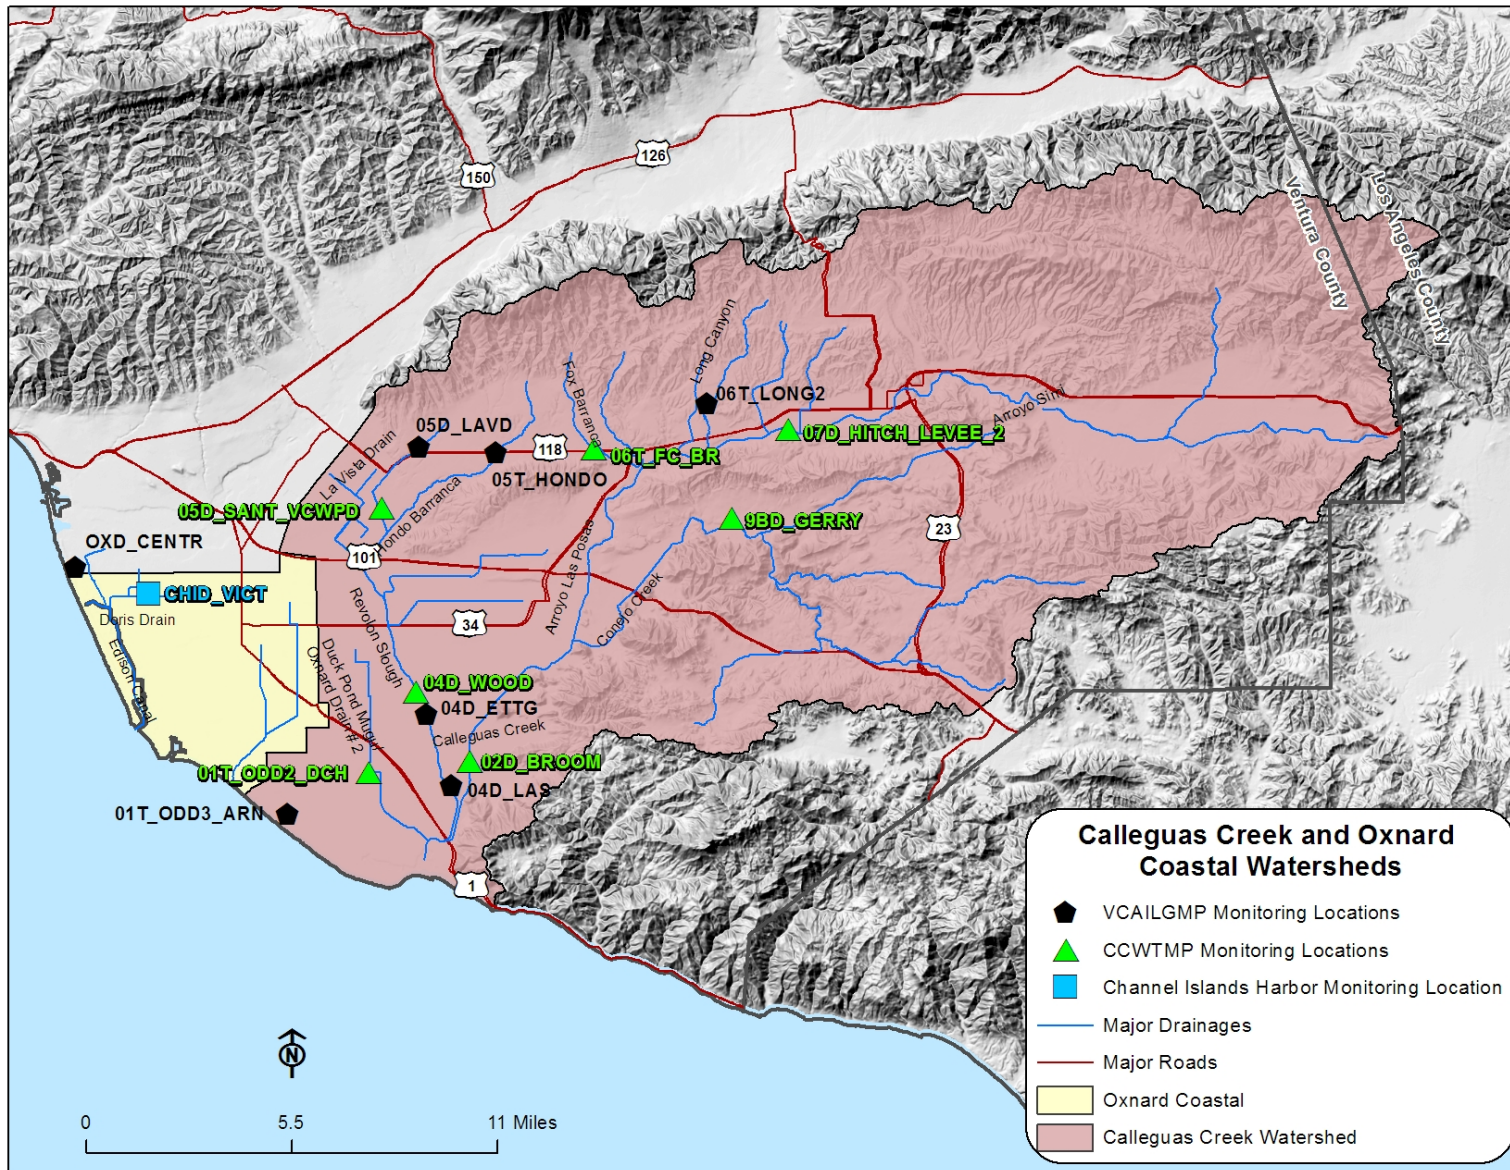 126
150
Ventura County
Los Angeles County
Long Canyon
Fox Barranca
06T_LONG2
Arroyo Simi
05D_LAVD
07D_HITCH_LEVEE_2
La Vista Drain
118
06T_FC_BR
05T_HONDO
05D_SANT_VCWPD
Hondo Barranca
9BD_GERRY
23
OXD_CENTR
101
CHID_VICT
Doris Drain
Revolon Slough
Arroyo Las Posas
Conejo Creek
34
Edison Canal
Duck Pond Mugu/
Oxnard Drain # 2
04D_WOOD
04D_ETTG
Calleguas Creek
02D_BROOM
01T_ODD2_DCH
04D_LAS
01T_ODD3_ARN
1
Calleguas Creek and Oxnard
Coastal Watersheds
VCAILGMP Monitoring Locations
CCWTMP Monitoring Locations
Channel Islands Harbor Monitoring Location
Major Drainages
Major Roads
Oxnard Coastal
Calleguas Creek Watershed
N
0 5.5 11 Miles